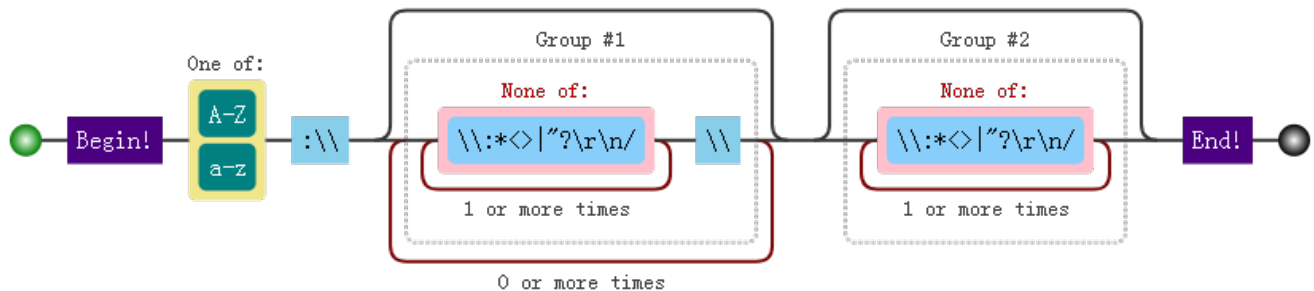 Group #1
Group #2
One of:
None of:
None of:
A-Z
Begin!
:\\
\\:*<>|"?\r\n/
\\
\\:*<>|"?\r\n/
End!
a-z
1 or more times
1 or more times
0 or more times